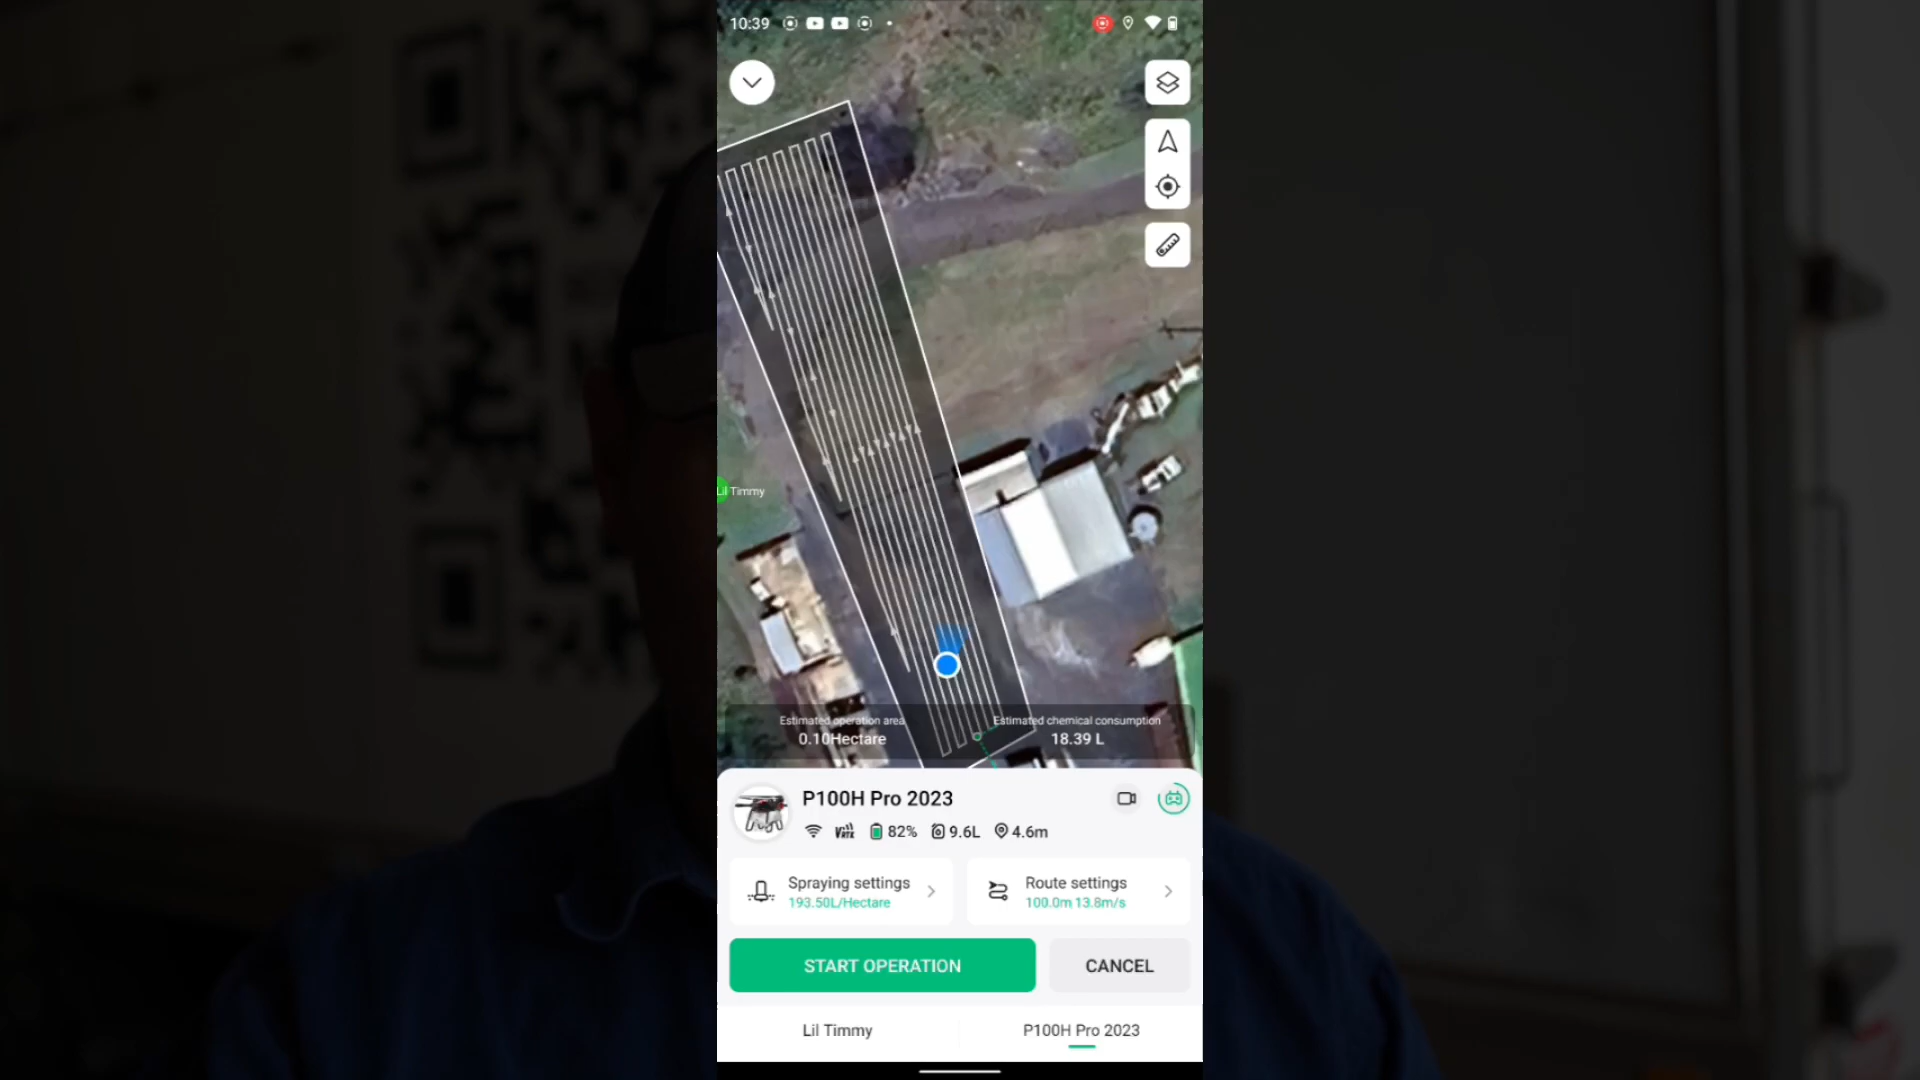 10:39
Lil Timmy
Estimated operation area
0.10Hectare
Estimated chemical consumption
18.39 L
P100H Pro 2023
VRTK
82%
9.6L
4.6m
Spraying settings
193.50L/Hectare
Route settings
100.0m 13.8m/s
START OPERATION
CANCEL
Lil Timmy
P100H Pro 2023